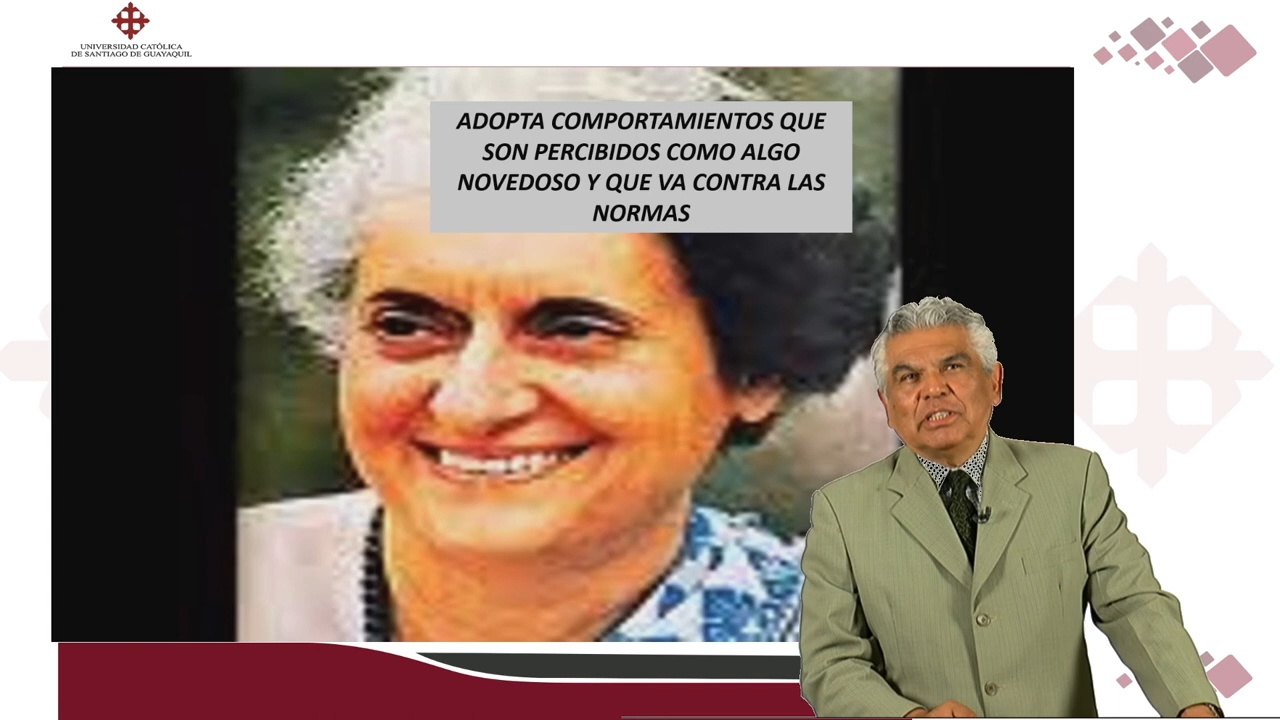 UNIVERSIDAD CATÓLICA
DE SANTIAGO DE GUAYAQUIL
ADOPTA COMPORTAMIENTOS QUE
SON PERCIBIDOS COMO ALGO
NOVEDOSO Y QUE VA CONTRA LAS
NORMAS